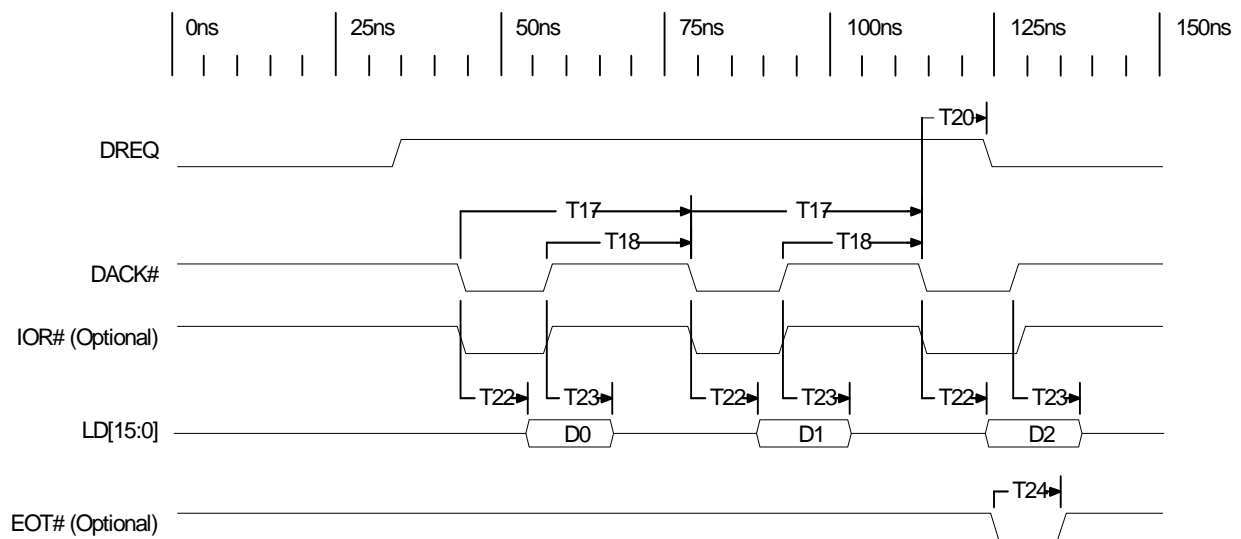 0ns 25ns 50ns 75ns 100ns 125ns 150ns
T20
DREQ
T17 T17
T18 T18
DACK#
IOR# (Optional)
T22 T23 T22 T23 T22 T23
LD[15:0] D0 D1 D2
T24
EOT# (Optional)